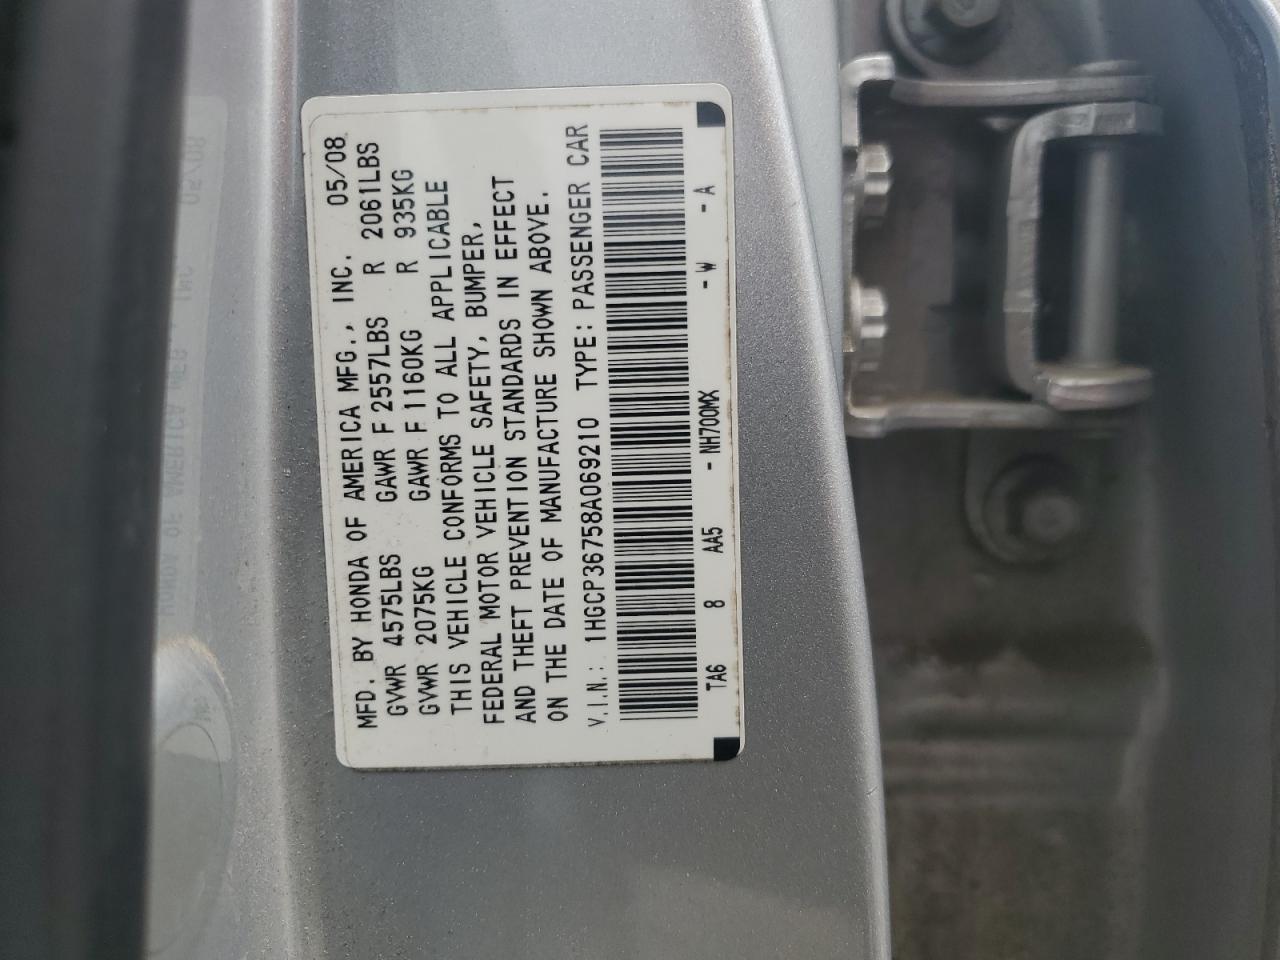 MFD. BY HONDA OF AMERICA MFG., INC. 05/08
GVWR 4575LBS GAWR F 2557LBS R 2061LBS
GVWR 2075KG GAWR F 1160KG R 935KG
THIS VEHICLE CONFORMS TO ALL APPLICABLE
FEDERAL MOTOR VEHICLE SAFETY, BUMPER,
AND THEFT PREVENTION STANDARDS IN EFFECT
ON THE DATE OF MANUFACTURE SHOWN ABOVE.
V.I.N.: 1HGCP36758A069210 TYPE: PASSENGER CAR
TA6 8 AA5 - NH700MX - W - A